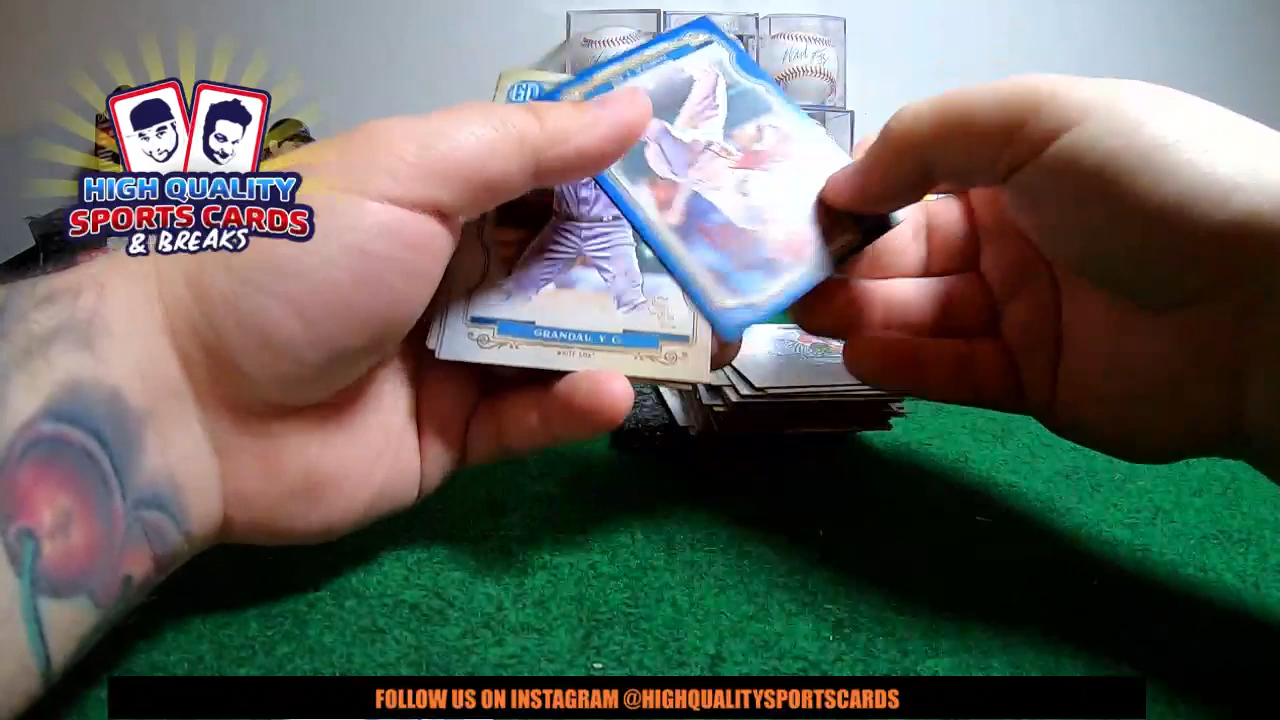 HIGH QUALITY
SPORTS CARDS
& BREAKS
GRANDAL
WHITE SOX
FOLLOW US ON INSTAGRAM @HIGHQUALITYSPORTSCARDS